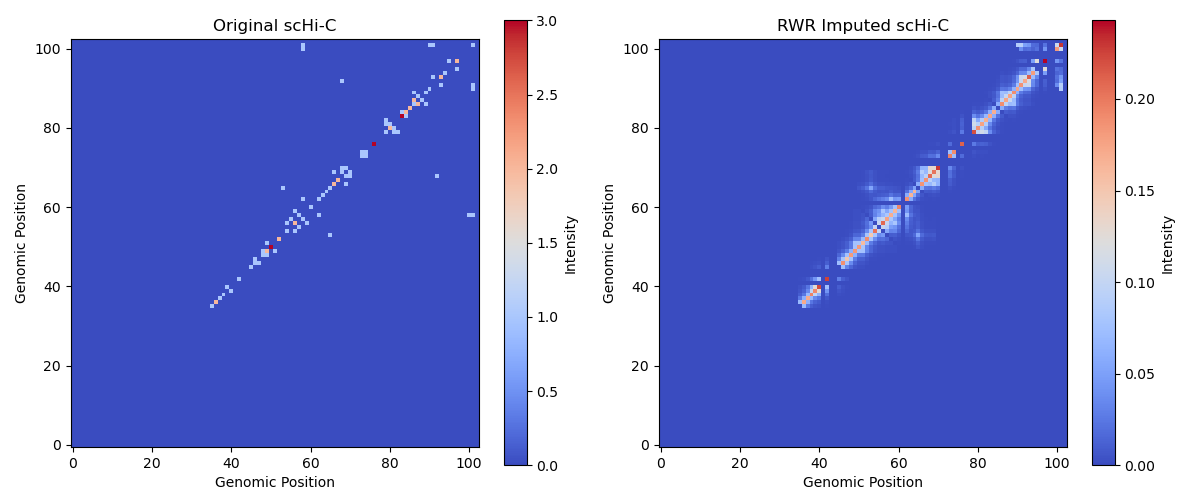 Original scHi-C
100
80
60
40
20
0
0 20 40 60 80 100
Genomic Position
Genomic Position
3.0
2.5
2.0
1.5
1.0
0.5
0.0
Intensity
RWR Imputed scHi-C
100
80
60
40
20
0
0 20 40 60 80 100
Genomic Position
Genomic Position
0.20
0.15
0.10
0.05
0.00
Intensity